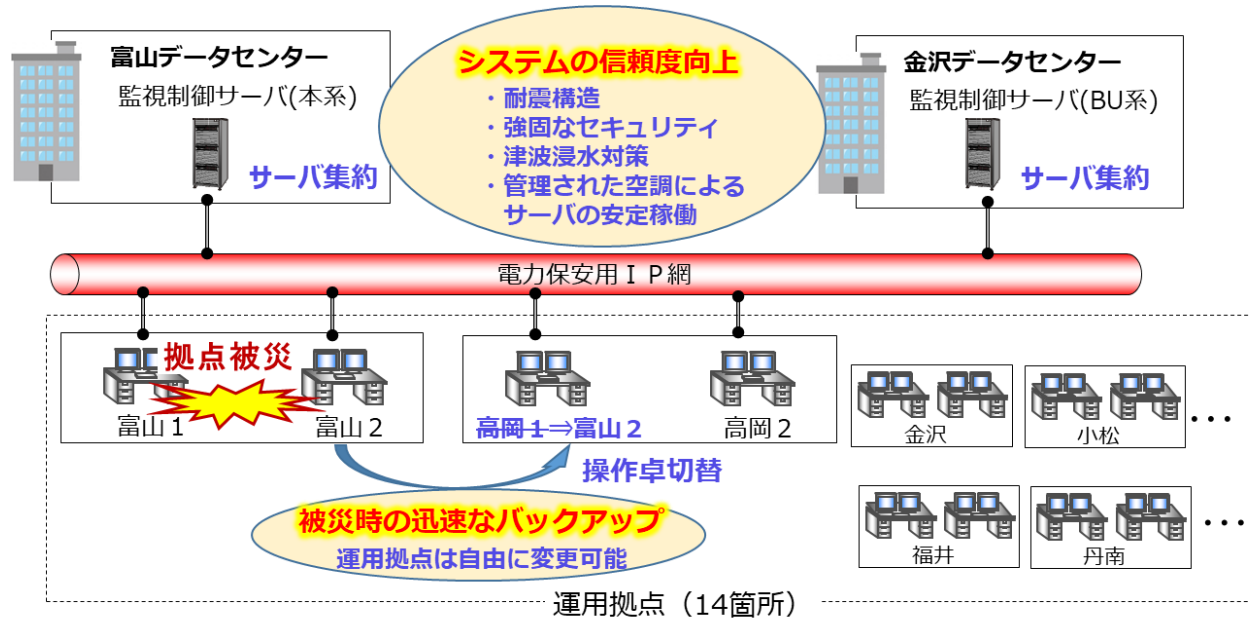 富山データセンター
監視制御サーバ(本系)
サーバ集約
システムの信頼度向上
・耐震構造
・強固なセキュリティ
・津波浸水対策
・管理された空調による
サーバの安定稼働
金沢データセンター
監視制御サーバ(BU系)
サーバ集約
電力保安用ＩＰ網
拠点被災
富山１
富山２
高岡１⇒富山２
高岡２
操作卓切替
金沢
小松
・・・
福井
丹南
・・・
被災時の迅速なバックアップ
運用拠点は自由に変更可能
運用拠点（14箇所）